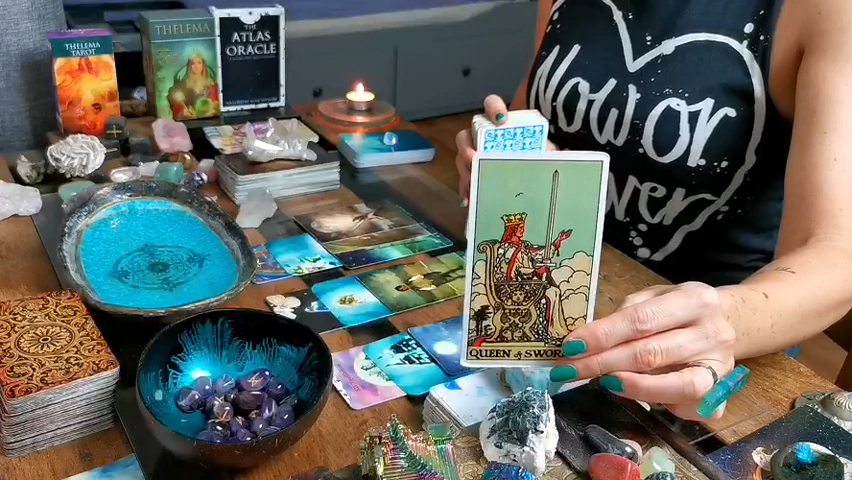 THELEMA
TAROT
THELEMA
THE
ATLAS
ORACLE
Now or
never
QUEEN of SWORDS